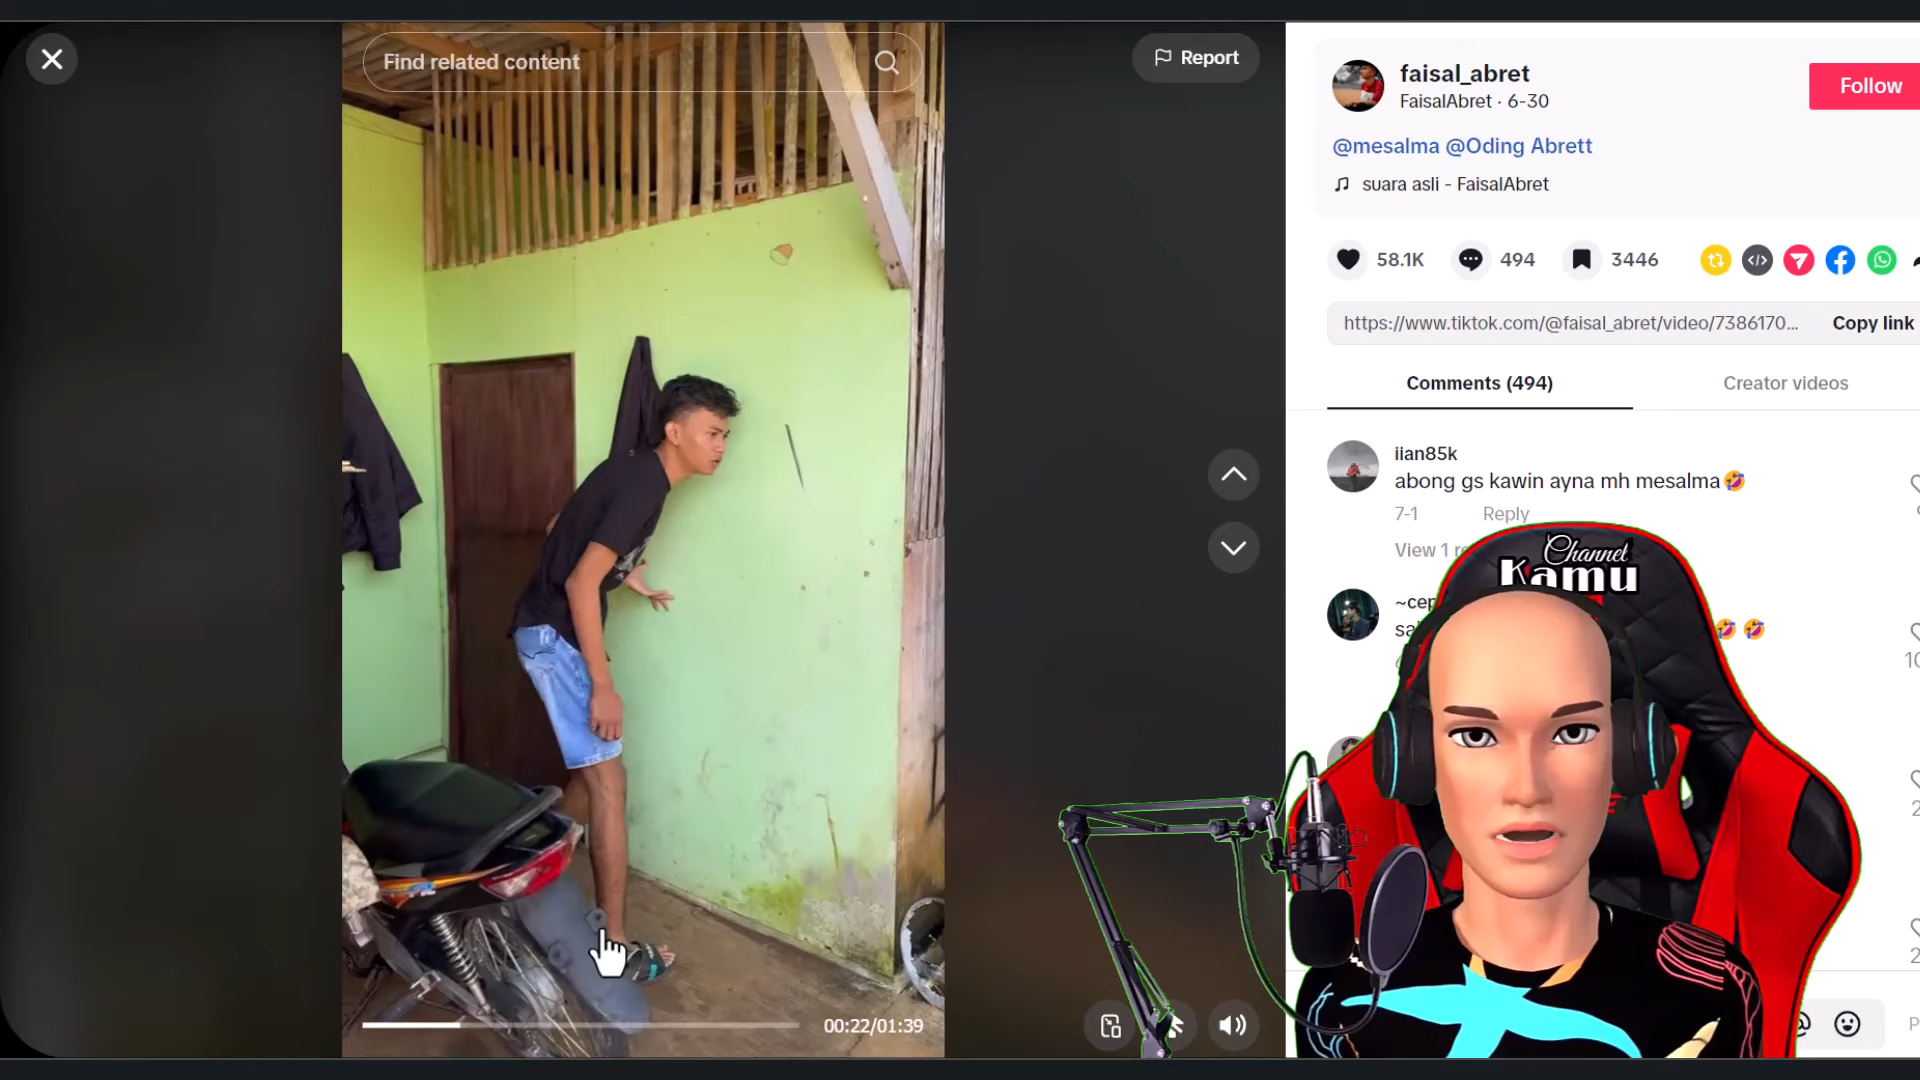 Find related content
Report
faisal_abret
FaisalAbret · 6-30
Follow
@mesalma @Oding Abrett
suara asli - FaisalAbret
58.1K
494
3446
https://www.tiktok.com/@faisal_abret/video/7386170...
Copy link
Comments (494)
Creator videos
iian85k
abong gs kawin ayna mh mesalma🤣
7-1
Reply
View 1
Channel
Kamu
00:22/01:39